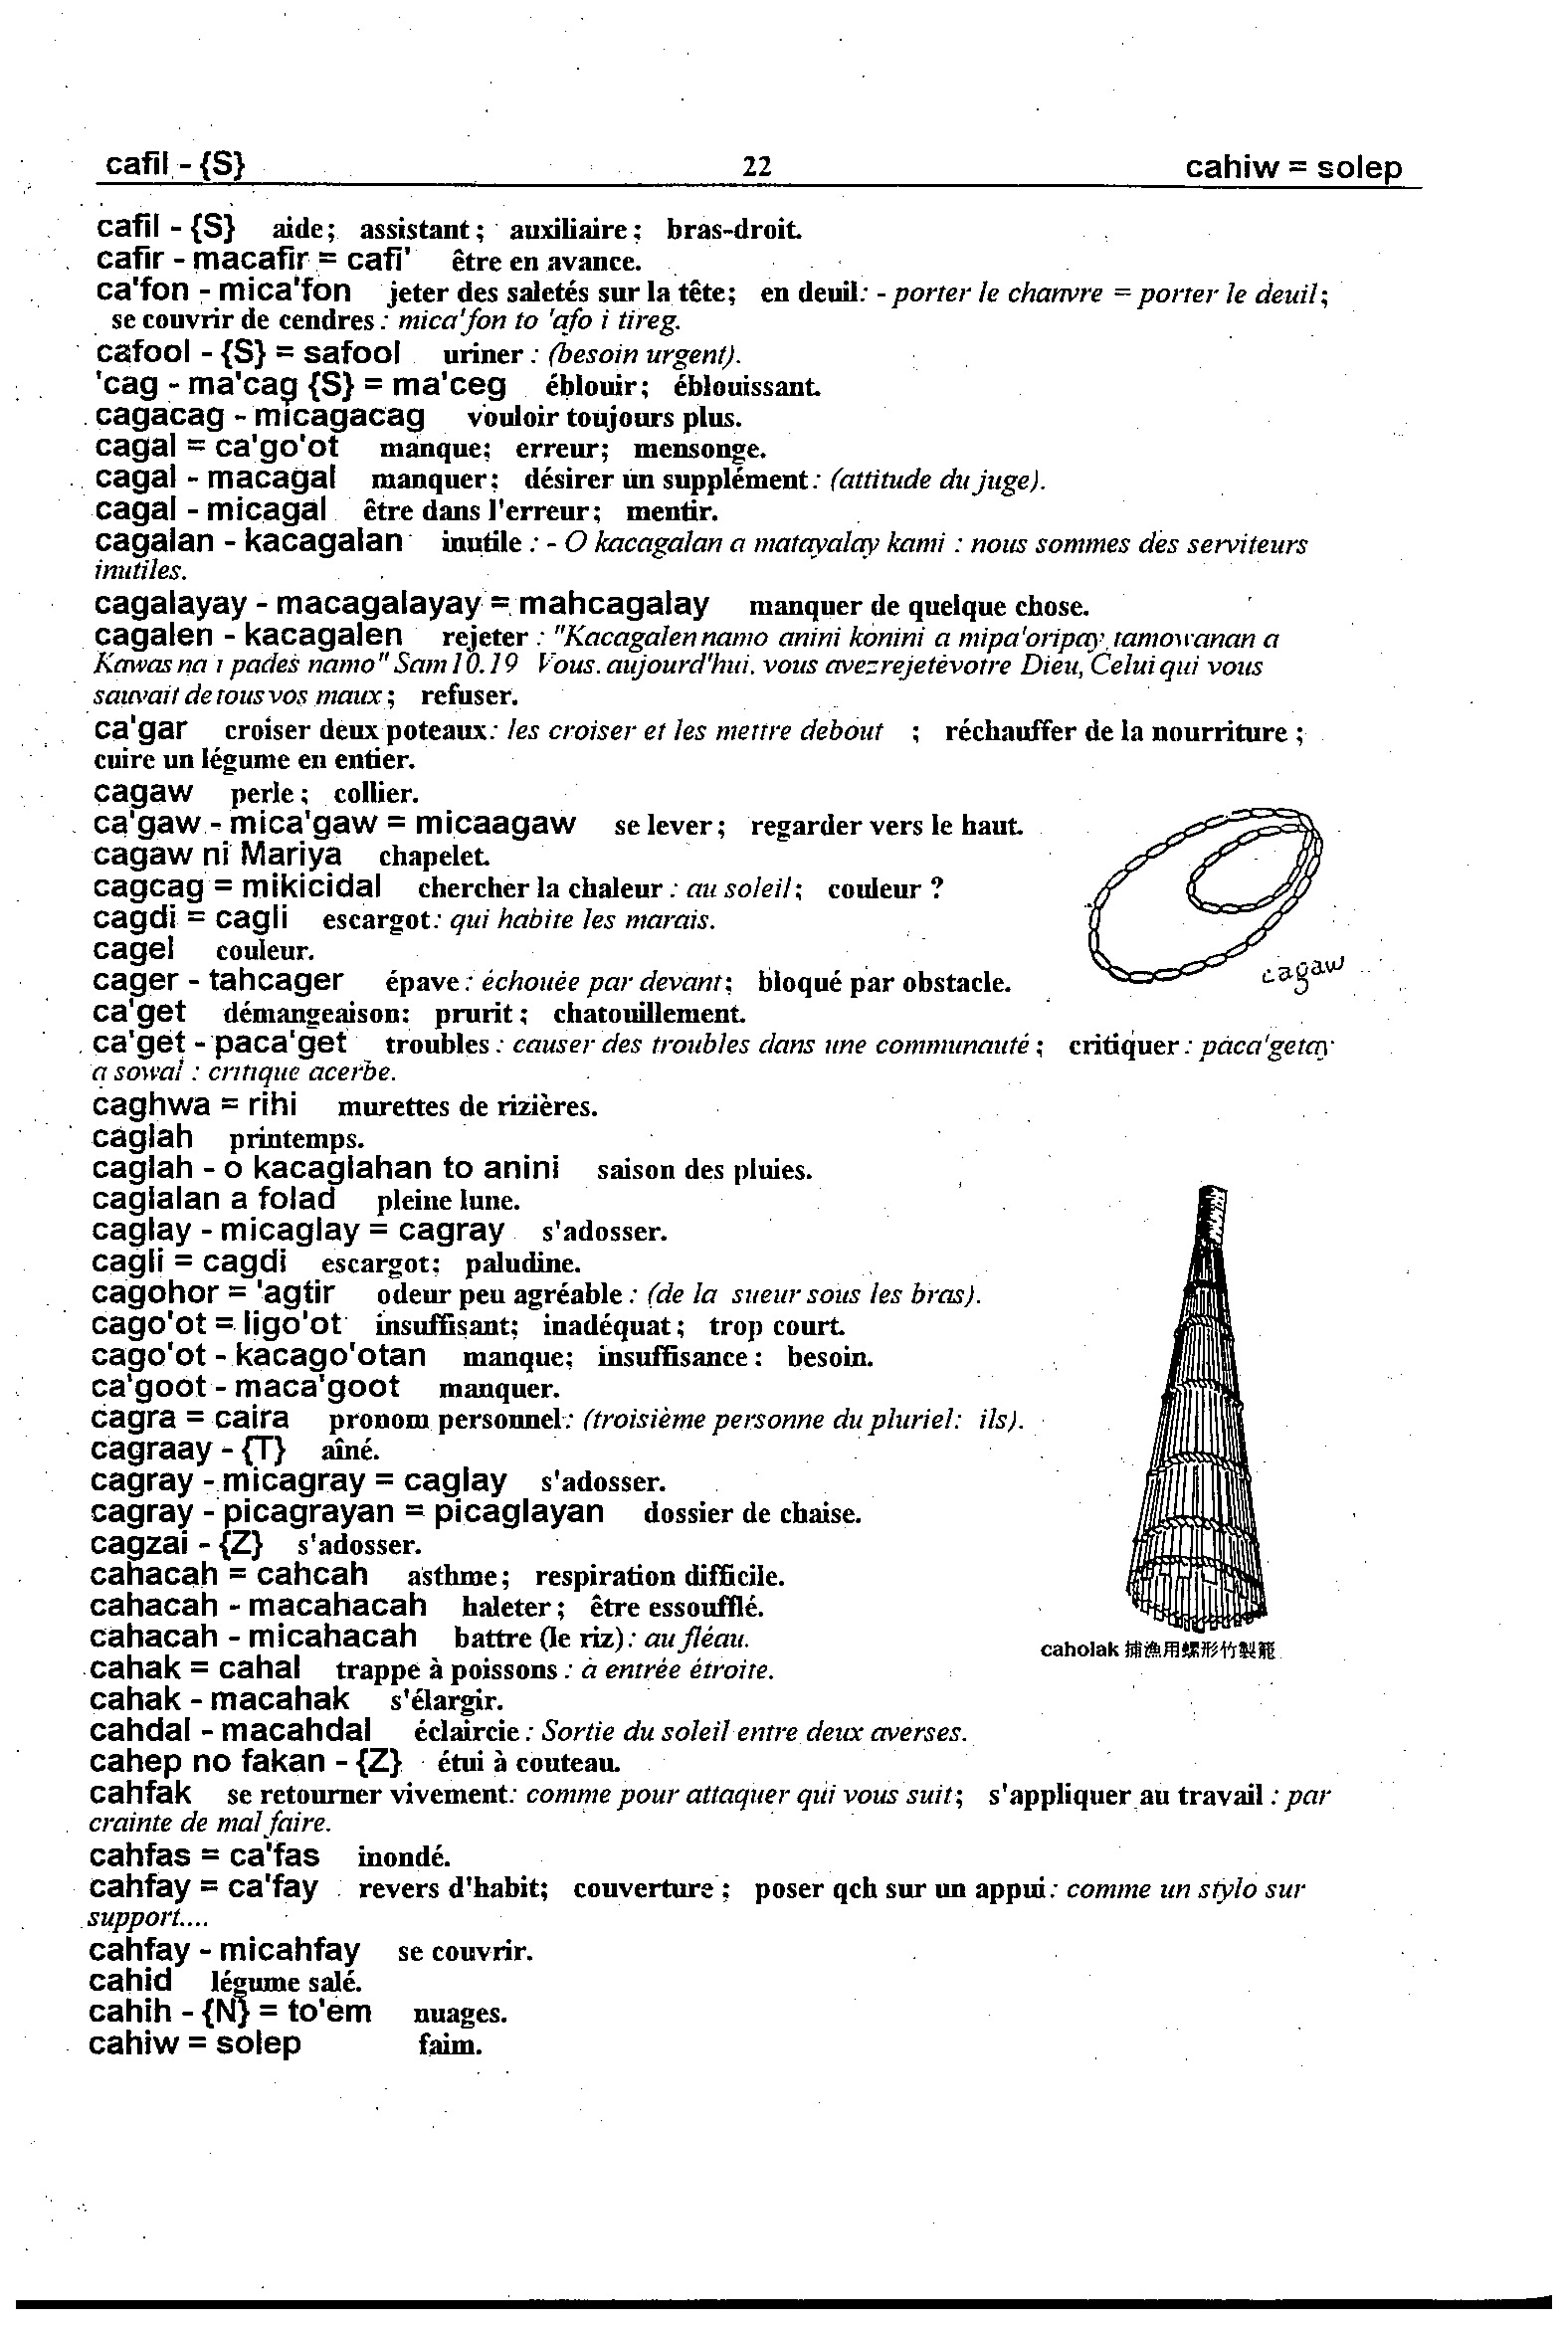 cafil - {S} 22 cahiw = solep
cafil - {S} aide; assistant; auxiliaire; bras-droit.
cafir - macafir = cafi' être en avance.
ca'fon - mica'fon jeter des saletés sur la tête; en deuil: - porter le chanvre = porter le deuil;
se couvrir de cendres : mica'fon to 'afo i tireg.
cafool - {S} = safool uriner : (besoin urgent).
'cag - ma'cag {S} = ma'ceg éblouir; éblouissant.
cagacag - micagacag vouloir toujours plus.
cagal = ca'go'ot manque; erreur; mensonge.
cagal - macagal manquer; désirer un supplément : (attitude du juge).
cagal - micagal être dans l'erreur; mentir.
cagalan - kacagalan inutile : - O kacagalan a matayalay kami : nous sommes des serviteurs
inutiles.
cagalayay - macagalayay = mahcagalay manquer de quelque chose.
cagalen - kacagalen rejeter : "Kacagalen namo anini konini a mipa'oripay tamowanan a
Kawas na i pades namo" Sam 10.19 Vous. aujourd'hui. vous avez rejetévotre Dieu, Celui qui vous
sauvait de tous vos maux ; refuser.
ca'gar croiser deux poteaux: les croiser et les mettre debout ; réchauffer de la nourriture ;
cuire un légume en entier.
cagaw perle; collier.
ca'gaw - mica'gaw = micaagaw se lever; regarder vers le haut.
cagaw ni Mariya chapelet.
cagcag = mikicidal chercher la chaleur : au soleil; couleur ?
cagdi = cagli escargot: qui habite les marais.
cagel couleur.
cager - tahcager épave : échouée par devant; bloqué par obstacle.
cagaw
ca'get démangeaison: prurit; chatouillement.
ca'get - paca'get troubles : causer des troubles dans une communauté ; critiquer : paca'getay
a sowal : critique acerbe.
caghwa = rihi murettes de rizières.
caglah printemps.
caglah - o kacaglahan to anini saison des pluies.
caglalan a folad pleine lune.
caglay - micaglay = cagray s'adosser.
cagli = cagdi escargot; paludine.
cagohor = 'agtir odeur peu agréable : (de la sueur sous les bras).
cago'ot = ligo'ot insuffisant; inadéquat; trop court.
cago'ot - kacago'otan manque; insuffisance: besoin.
ca'goot - maca'goot manquer.
cagra = caira pronom personnel : (troisième personne du pluriel: ils).
cagraay - {T} aîné.
cagray - micagray = caglay s'adosser.
cagray - picagrayan = picaglayan dossier de chaise.
cagzai - {Z} s'adosser.
cahacah = cahcah asthme; respiration difficile.
cahacah - macahacah haleter; être essoufflé.
cahacah - micahacah battre (le riz) : au fléau.
caholak 捕漁用螺形竹製籠
cahak = cahal trappe à poissons : à entrée étroite.
cahak - macahak s'élargir.
cahdal - macahdal éclaircie : Sortie du soleil entre deux averses.
cahep no fakan - {Z} étui à couteau.
cahfak se retourner vivement: comme pour attaquer qui vous suit; s'appliquer au travail : par
crainte de mal faire.
cahfas = ca'fas inondé.
cahfay = ca'fay revers d'habit; couverture ; poser qch sur un appui : comme un stylo sur
support....
cahfay - micahfay se couvrir.
cahid légume salé.
cahih - {N} = to'em nuages.
cahiw = solep faim.